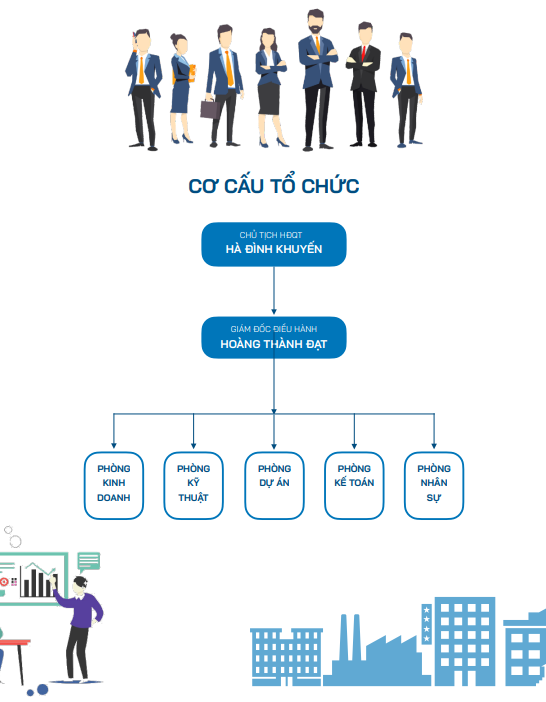 CƠ CẤU TỔ CHỨC
CHỦ TỊCH HĐQT
HÀ ĐÌNH KHUYẾN
GIÁM ĐỐC ĐIỀU HÀNH
HOÀNG THÀNH ĐẠT
PHÒNG
KINH
DOANH
PHÒNG
KỸ
THUẬT
PHÒNG
DỰ ÁN
PHÒNG
KẾ TOÁN
PHÒNG
NHÂN
SỰ